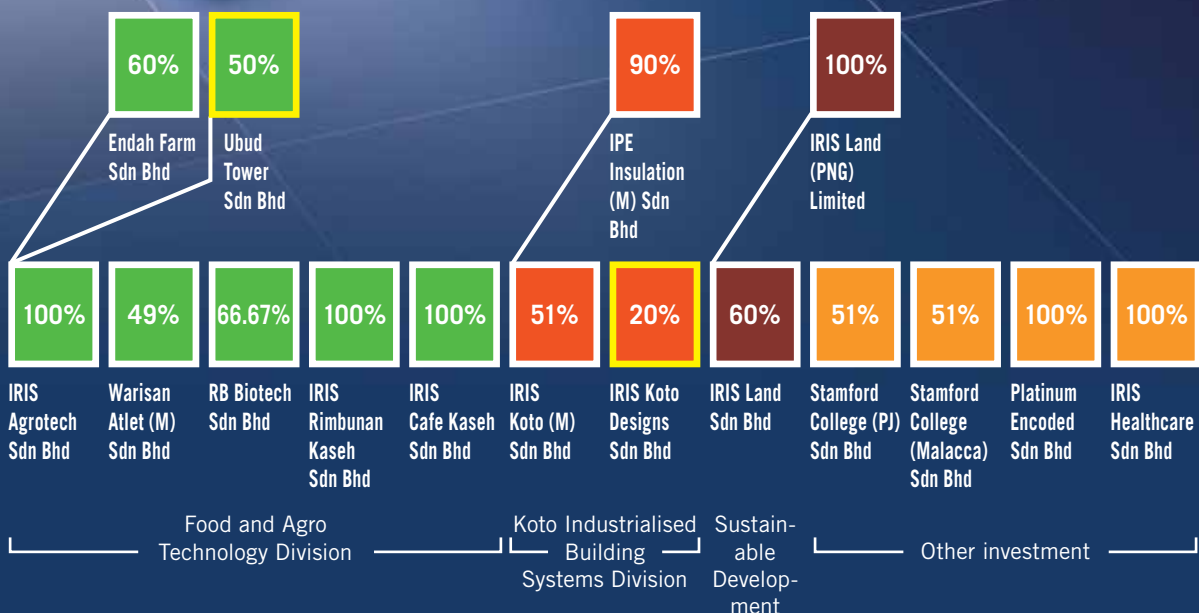 60%
50%
90%
100%
Endah Farm
Sdn Bhd
Ubud
Tower
Sdn Bhd
IPE
Insulation
(M) Sdn
Bhd
IRIS Land
(PNG)
Limited
100%
49%
66.67%
100%
100%
51%
20%
60%
51%
51%
100%
100%
IRIS
Agrotech
Sdn Bhd
Warisan
Atlet (M)
Sdn Bhd
RB Biotech
Sdn Bhd
IRIS
Rimbunan
Kaseh
Sdn Bhd
IRIS
Cafe Kaseh
Sdn Bhd
IRIS
Koto (M)
Sdn Bhd
IRIS Koto
Designs
Sdn Bhd
IRIS Land
Sdn Bhd
Stamford
College (PJ)
Sdn Bhd
Stamford
College
(Malacca)
Sdn Bhd
Platinum
Encoded
Sdn Bhd
IRIS
Healthcare
Sdn Bhd
Food and Agro
Technology Division
Koto Industrialised
Building
Systems Division
Sustain-
able
Develop-
ment
Other investment